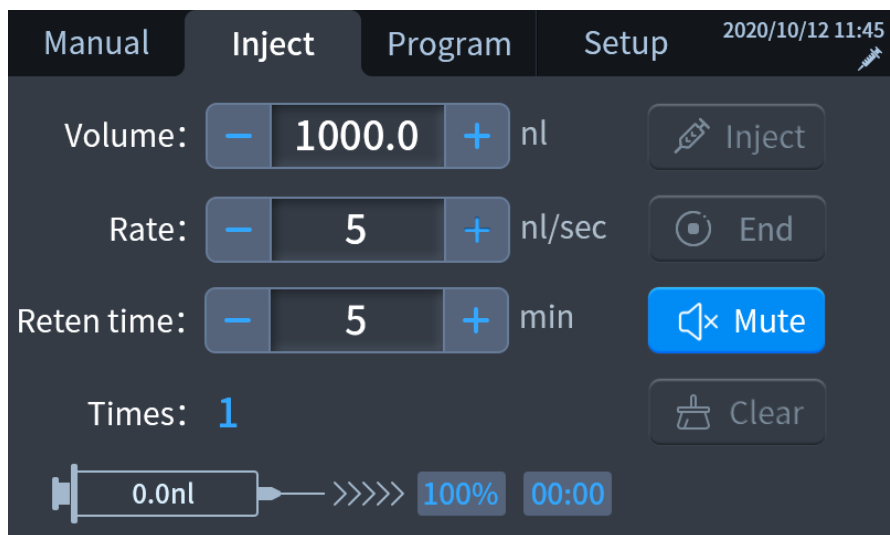 Manual Inject Program Setup 2020/10/12 11:45
Volume: − 1000.0 + nl Inject
Rate: − 5 + nl/sec End
Reten time: − 5 + min Mute
Times: 1 Clear
0.0nl 100% 00:00